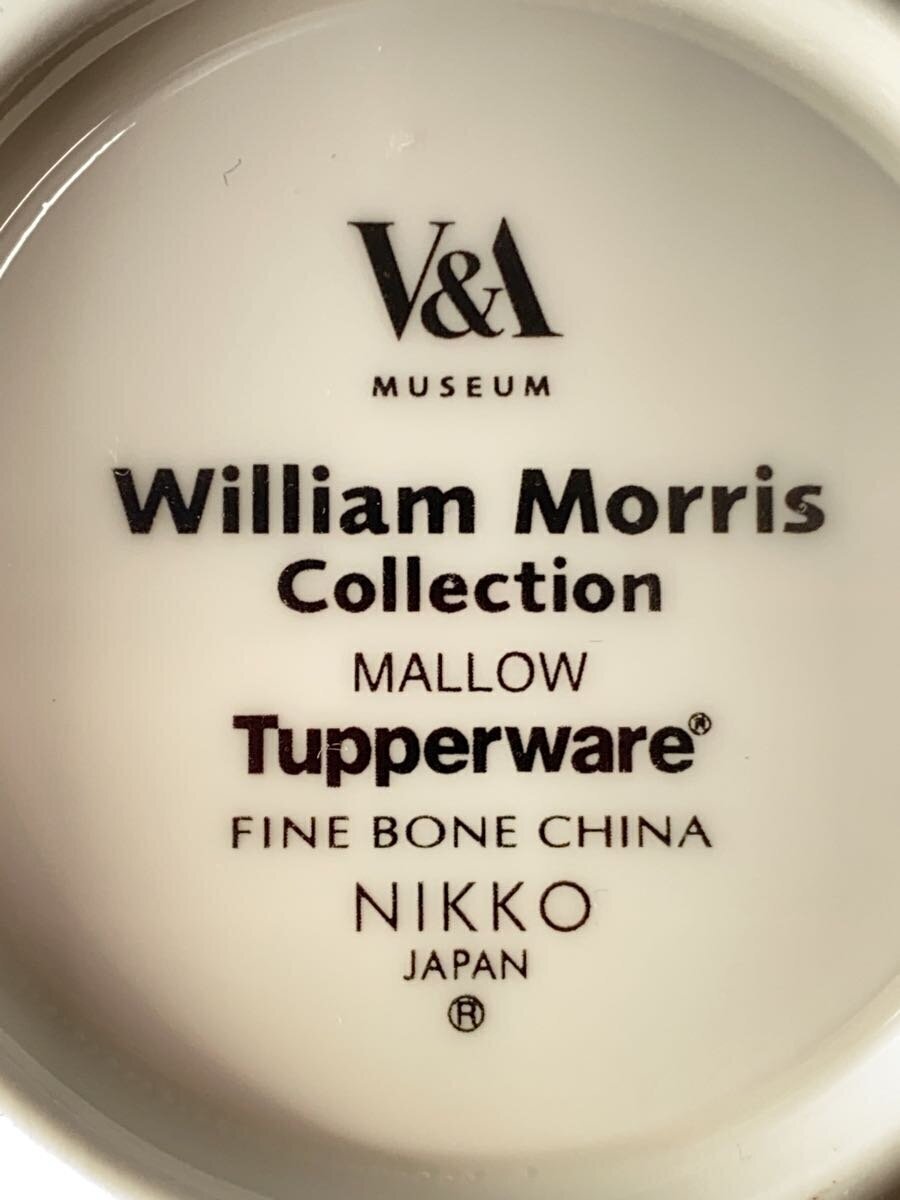 V&A
MUSEUM
William Morris
Collection
MALLOW
Tupperware®
FINE BONE CHINA
NIKKO
JAPAN
®